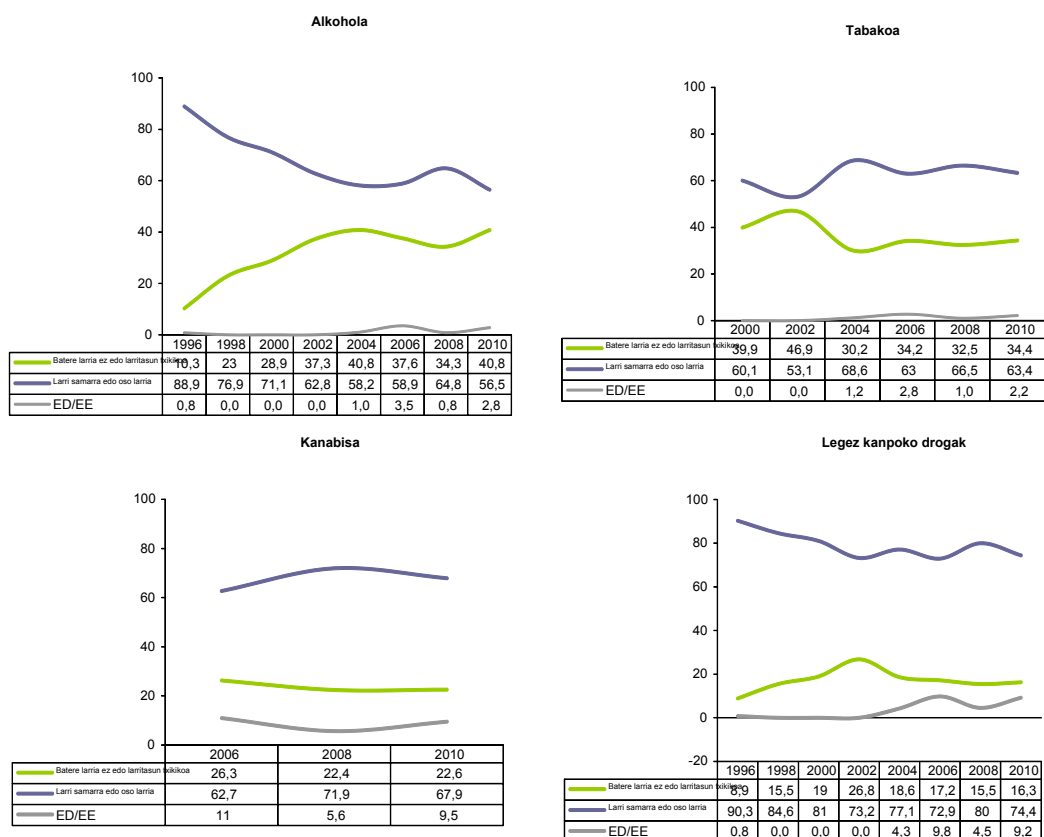 Alkohola
100
80
60
40
20
0
1996 1998 2000 2002 2004 2006 2008 2010
Batere larria ez edo larritasun txikikoa 10,3 23 28,9 37,3 40,8 37,6 34,3 40,8
Larri samarra edo oso larria 88,9 76,9 71,1 62,8 58,2 58,9 64,8 56,5
ED/EE 0,8 0,0 0,0 0,0 1,0 3,5 0,8 2,8
Tabakoa
100
80
60
40
20
0
2000 2002 2004 2006 2008 2010
Batere larria ez edo larritasun txikikoa 39,9 46,9 30,2 34,2 32,5 34,4
Larri samarra edo oso larria 60,1 53,1 68,6 63 66,5 63,4
ED/EE 0,0 0,0 1,2 2,8 1,0 2,2
Kanabisa
100
80
60
40
20
0
2006 2008 2010
Batere larria ez edo larritasun txikikoa 26,3 22,4 22,6
Larri samarra edo oso larria 62,7 71,9 67,9
ED/EE 11 5,6 9,5
Legez kanpoko drogak
100
80
60
40
20
0
-20
1996 1998 2000 2002 2004 2006 2008 2010
Batere larria ez edo larritasun txikikoa 8,9 15,5 19 26,8 18,6 17,2 15,5 16,3
Larri samarra edo oso larria 90,3 84,6 81 73,2 77,1 72,9 80 74,4
ED/EE 0,8 0,0 0,0 0,0 4,3 9,8 4,5 9,2